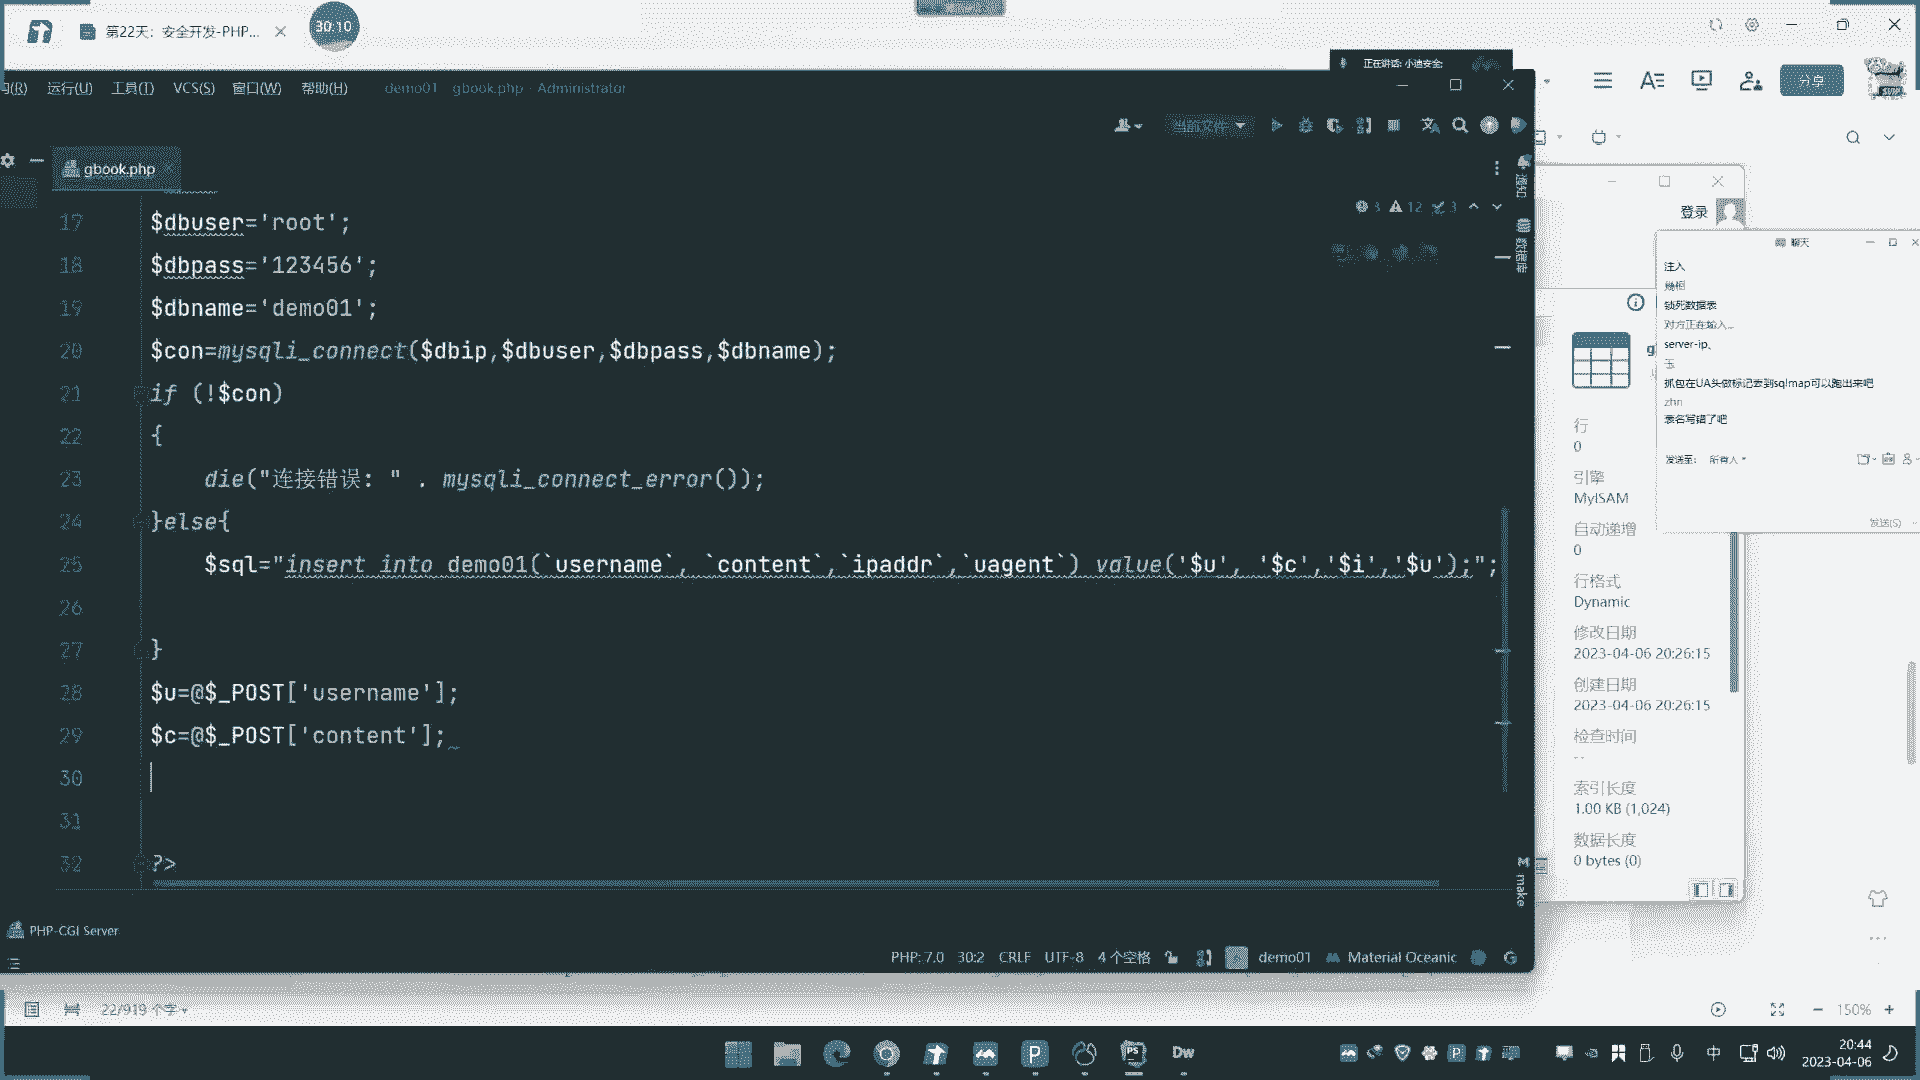 第22天：安全开发-PHP...
30:10
正在讲话: 小迪安全;
(R) 运行(U) 工具(T) VCS(S) 窗口(W) 帮助(H) demo01 gbook.php - Administrator
分享
当前文件
gbook.php
通知
3 12 3
数据库
17 $dbuser='root';
18 $dbpass='123456';
19 $dbname='demo01';
20 $con=mysqli_connect($dbip,$dbuser,$dbpass,$dbname);
21 if (!$con)
22 {
23 die("连接错误: " . mysqli_connect_error());
24 }else{
25 $sql="insert into demo01(`username`, `content`,`ipaddr`,`uagent`) value('$u', '$c','$i','$u');";
26
27 }
28 $u=@$_POST['username'];
29 $c=@$_POST['content'];
30
31
32 ?>
make
PHP-CGI Server
PHP: 7.0 30:2 CRLF UTF-8 4 个空格 demo01 Material Oceanic
登录
聊天
注入
锁死数据表
对方正在输入...
server-ip、
玉
抓包在UA头做标记丢到sqlmap可以跑出来吧
zhn
表名写错了吧
发送至: 所有人
发送(S)
行
0
引擎
MyISAM
自动递增
0
行格式
Dynamic
修改日期
2023-04-06 20:26:15
创建日期
2023-04-06 20:26:15
检查时间
--
索引长度
1.00 KB (1,024)
数据长度
0 bytes (0)
22/919 个字
150%
中
20:44
2023-04-06